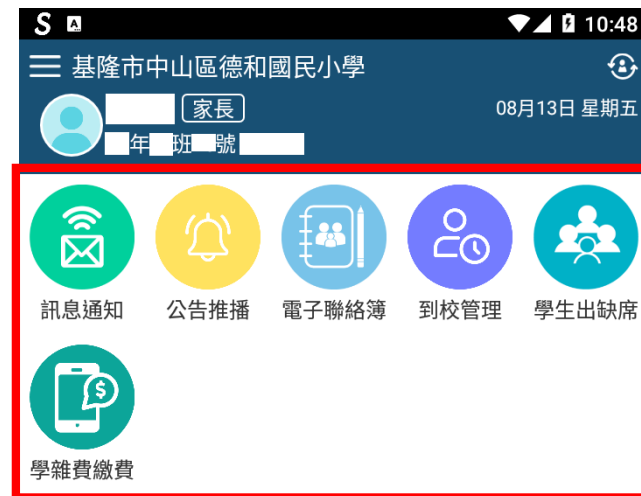 S A 10:48
基隆市中山區德和國民小學
家長 08月13日 星期五
年 班 號
訊息通知 公告推播 電子聯絡簿 到校管理 學生出缺席
$
學雜費繳費